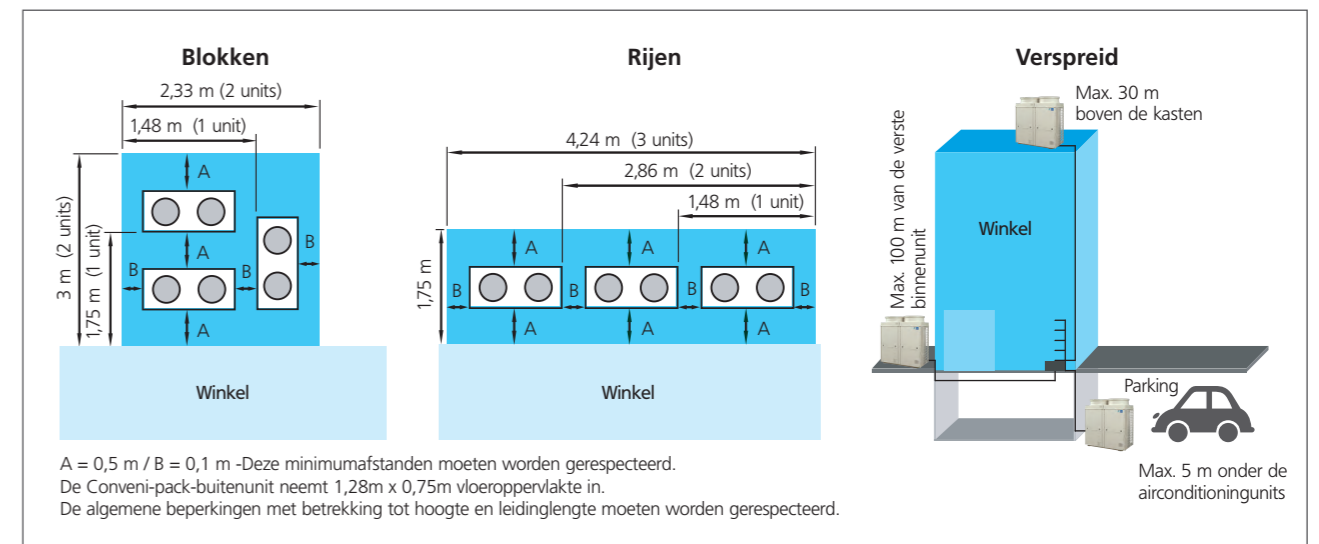 Blokken
2,33 m (2 units)
1,48 m (1 unit)
3 m (2 units)
1,75 m (1 unit)
A
A
B
B
B
A
Winkel
Rijen
4,24 m (3 units)
2,86 m (2 units)
1,48 m (1 unit)
1,75 m
A
A
A
B
B
B
B
A
A
A
Winkel
Verspreid
Max. 30 m
boven de kasten
Max. 100 m van de verste
binnenunit
Winkel
Parking
Max. 5 m onder de
airconditioningunits
A = 0,5 m / B = 0,1 m -Deze minimumafstanden moeten worden gerespecteerd.
De Conveni-pack-buitenunit neemt 1,28m x 0,75m vloeroppervlakte in.
De algemene beperkingen met betrekking tot hoogte en leidinglengte moeten worden gerespecteerd.